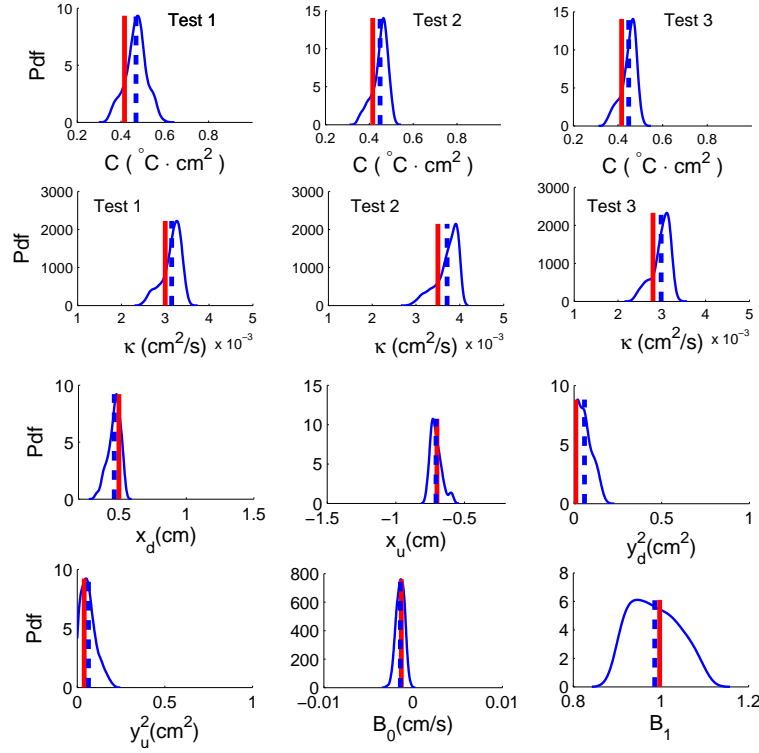 Test 1
Test 2
Test 3
Pdf
10
5
0
0.2 0.4 0.6 0.8
C ( °C · cm²)
15
10
5
0
0.2 0.4 0.6 0.8
C ( °C · cm²)
15
10
5
0
0.2 0.4 0.6 0.8
C ( °C · cm²)
Test 1
Test 2
Test 3
Pdf
3000
2000
1000
0
1 2 3 4 5
κ (cm²/s) × 10⁻³
3000
2000
1000
0
1 2 3 4 5
κ (cm²/s) × 10⁻³
3000
2000
1000
0
1 2 3 4 5
κ (cm²/s) × 10⁻³
Pdf
10
5
0
0.5 1 1.5
x_d(cm)
15
10
5
0
−1.5 −1 −0.5
x_u(cm)
10
5
0
0 0.5 1
y_d²(cm²)
Pdf
10
5
0
0 0.5 1
y_u²(cm²)
800
600
400
200
0
−0.01 0 0.01
B₀(cm/s)
6
4
2
0
0.8 1 1.2
B₁